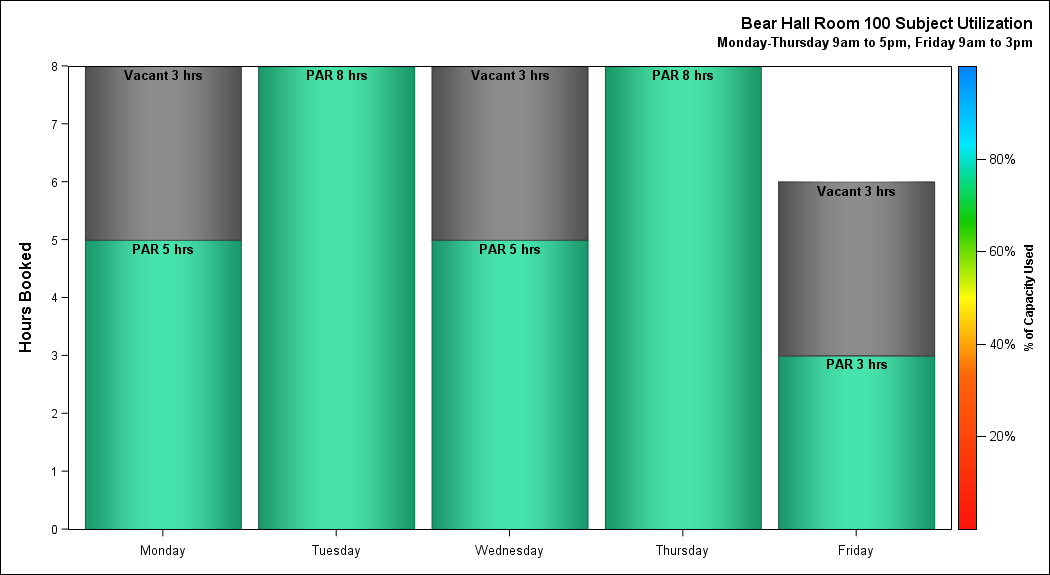 Bear Hall Room 100 Subject Utilization
Monday-Thursday 9am to 5pm, Friday 9am to 3pm
Hours Booked
8
7
6
5
4
3
2
1
0
Vacant 3 hrs
PAR 5 hrs
PAR 8 hrs
Vacant 3 hrs
PAR 5 hrs
PAR 8 hrs
Vacant 3 hrs
PAR 3 hrs
Monday
Tuesday
Wednesday
Thursday
Friday
80%
60%
40%
20%
% of Capacity Used